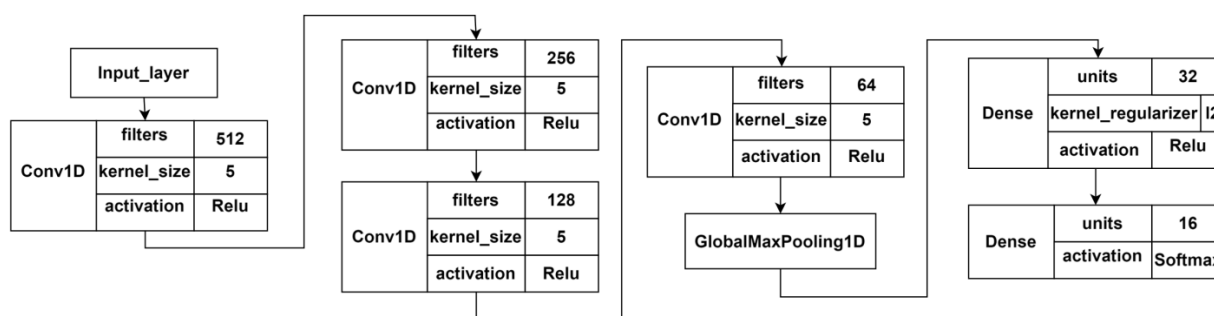 Input_layer
Conv1D
filters 512
kernel_size 5
activation Relu
Conv1D
filters 256
kernel_size 5
activation Relu
Conv1D
filters 128
kernel_size 5
activation Relu
Conv1D
filters 64
kernel_size 5
activation Relu
GlobalMaxPooling1D
Dense
units 32
kernel_regularizer l2
activation Relu
Dense
units 16
activation Softmax